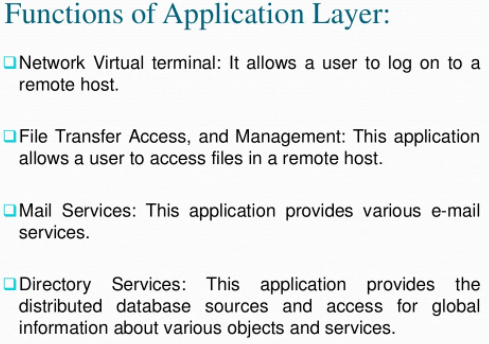 Functions of Application Layer:
Network Virtual terminal: It allows a user to log on to a
remote host.
File Transfer Access, and Management: This application
allows a user to access files in a remote host.
Mail Services: This application provides various e-mail
services.
Directory Services: This application provides the
distributed database sources and access for global
information about various objects and services.